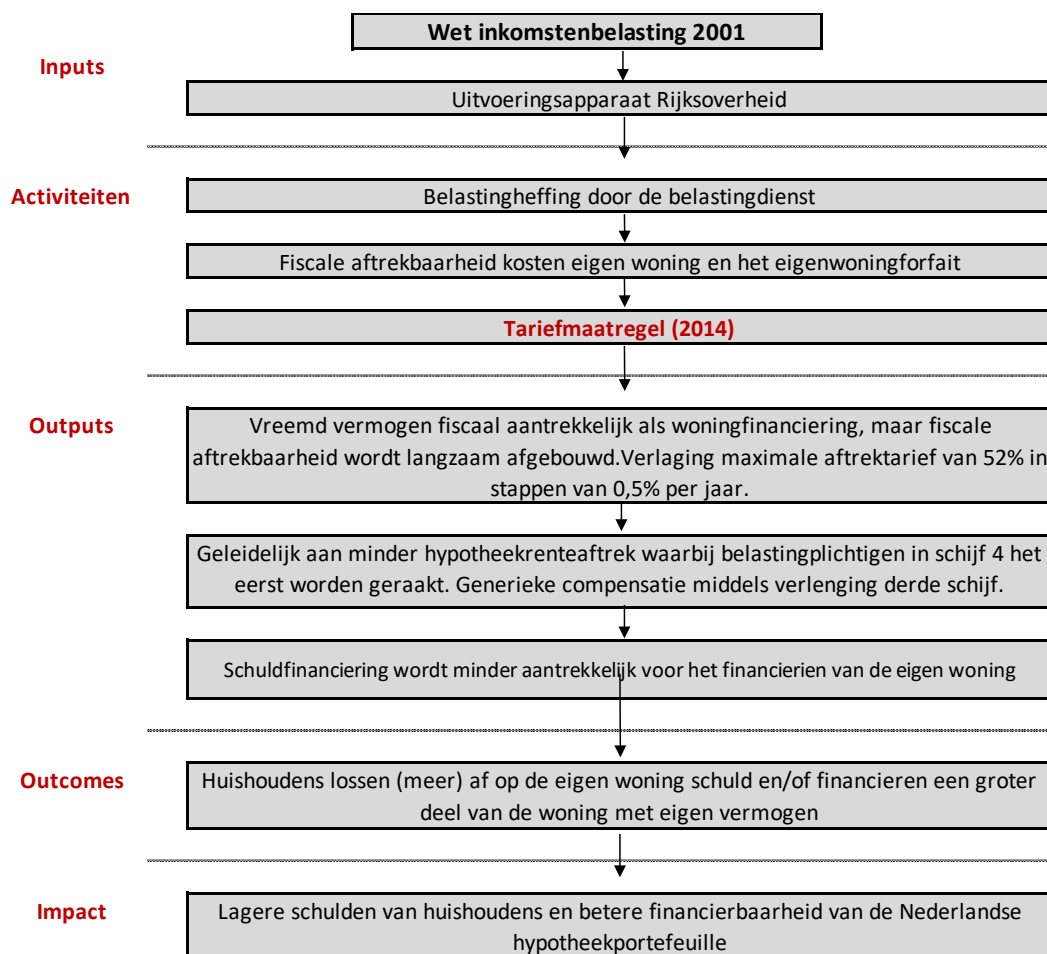 Wet inkomstenbelasting 2001
Inputs
Uitvoeringsapparaat Rijksoverheid
Activiteiten
Belastingheffing door de belastingdienst
Fiscale aftrekbaarheid kosten eigen woning en het eigenwoningforfait
Tariefmaatregel (2014)
Outputs
Vreemd vermogen fiscaal aantrekkelijk als woningfinanciering, maar fiscale
aftrekbaarheid wordt langzaam afgebouwd.Verlaging maximale aftrektarief van 52% in
stappen van 0,5% per jaar.
Geleidelijk aan minder hypotheekrenteaftrek waarbij belastingplichtigen in schijf 4 het
eerst worden geraakt. Generieke compensatie middels verlenging derde schijf.
Schuldfinanciering wordt minder aantrekkelijk voor het financierien van de eigen woning
Outcomes
Huishoudens lossen (meer) af op de eigen woning schuld en/of financieren een groter
deel van de woning met eigen vermogen
Impact
Lagere schulden van huishoudens en betere financierbaarheid van de Nederlandse
hypotheekportefeuille